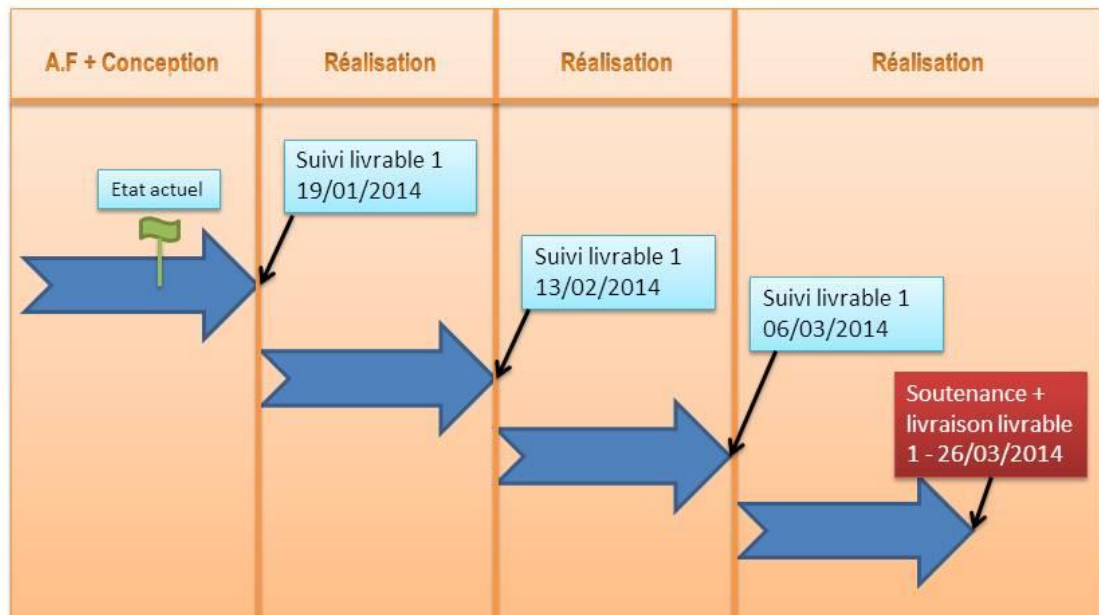 A.F + Conception
Réalisation
Réalisation
Réalisation
Etat actuel
Suivi livrable 1
19/01/2014
Suivi livrable 1
13/02/2014
Suivi livrable 1
06/03/2014
Soutenance +
livraison livrable
1 - 26/03/2014